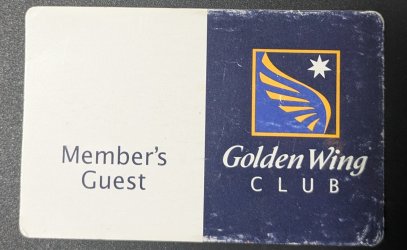 Member's
Guest
Golden Wing
CLUB